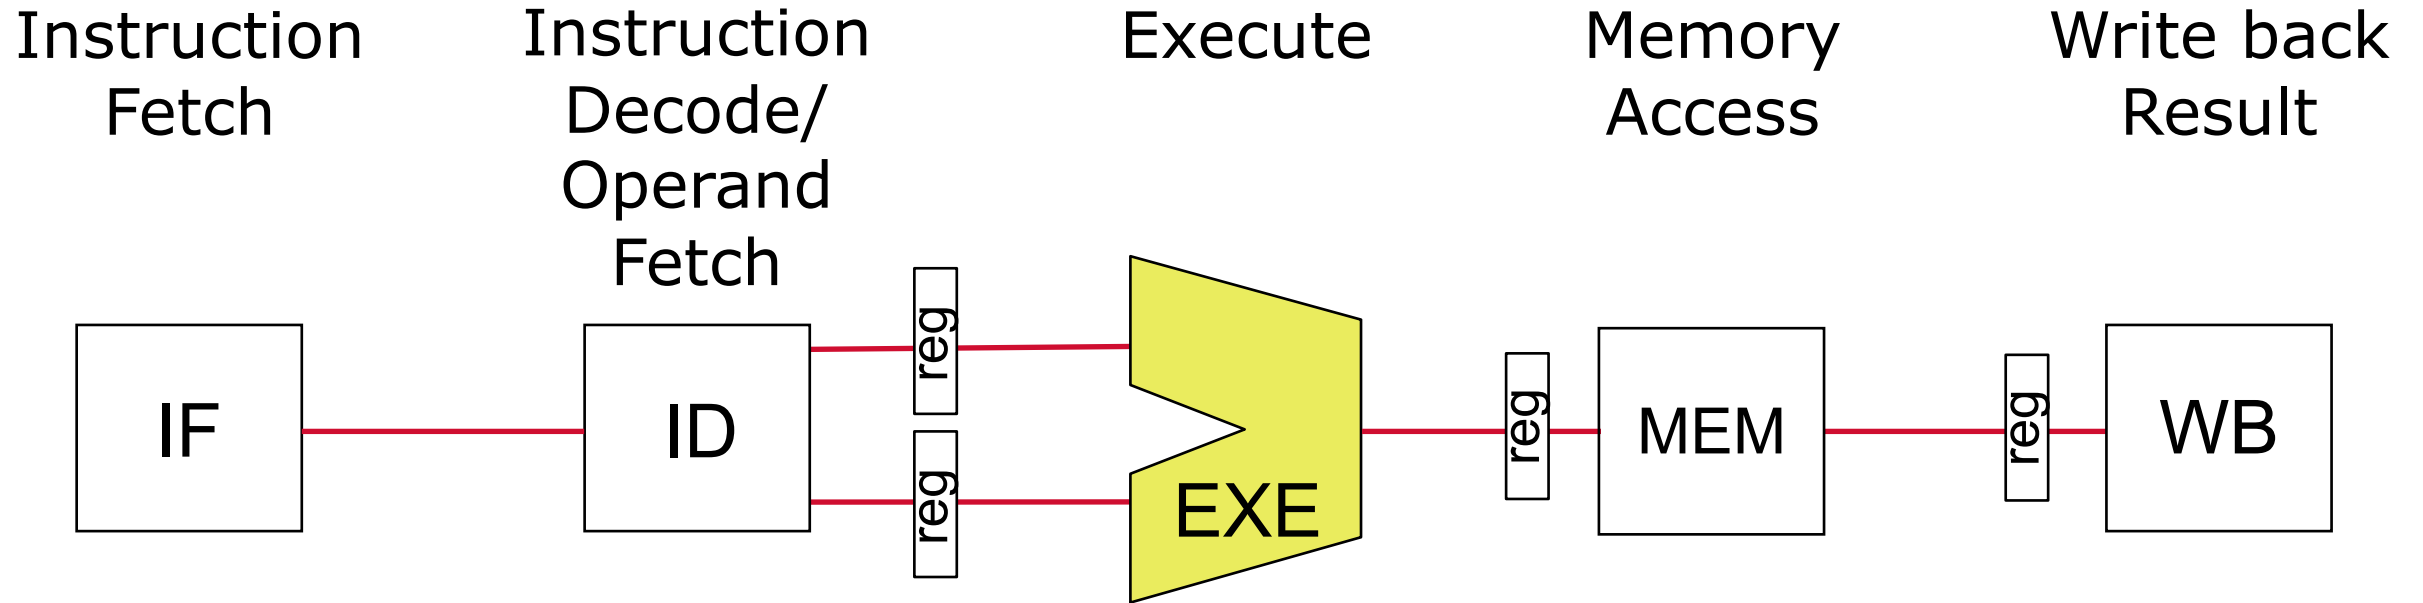 Instruction
Fetch
Instruction
Decode/
Operand
Fetch
Execute
Memory
Access
Write back
Result
IF
ID
reg
reg
EXE
reg
MEM
reg
WB